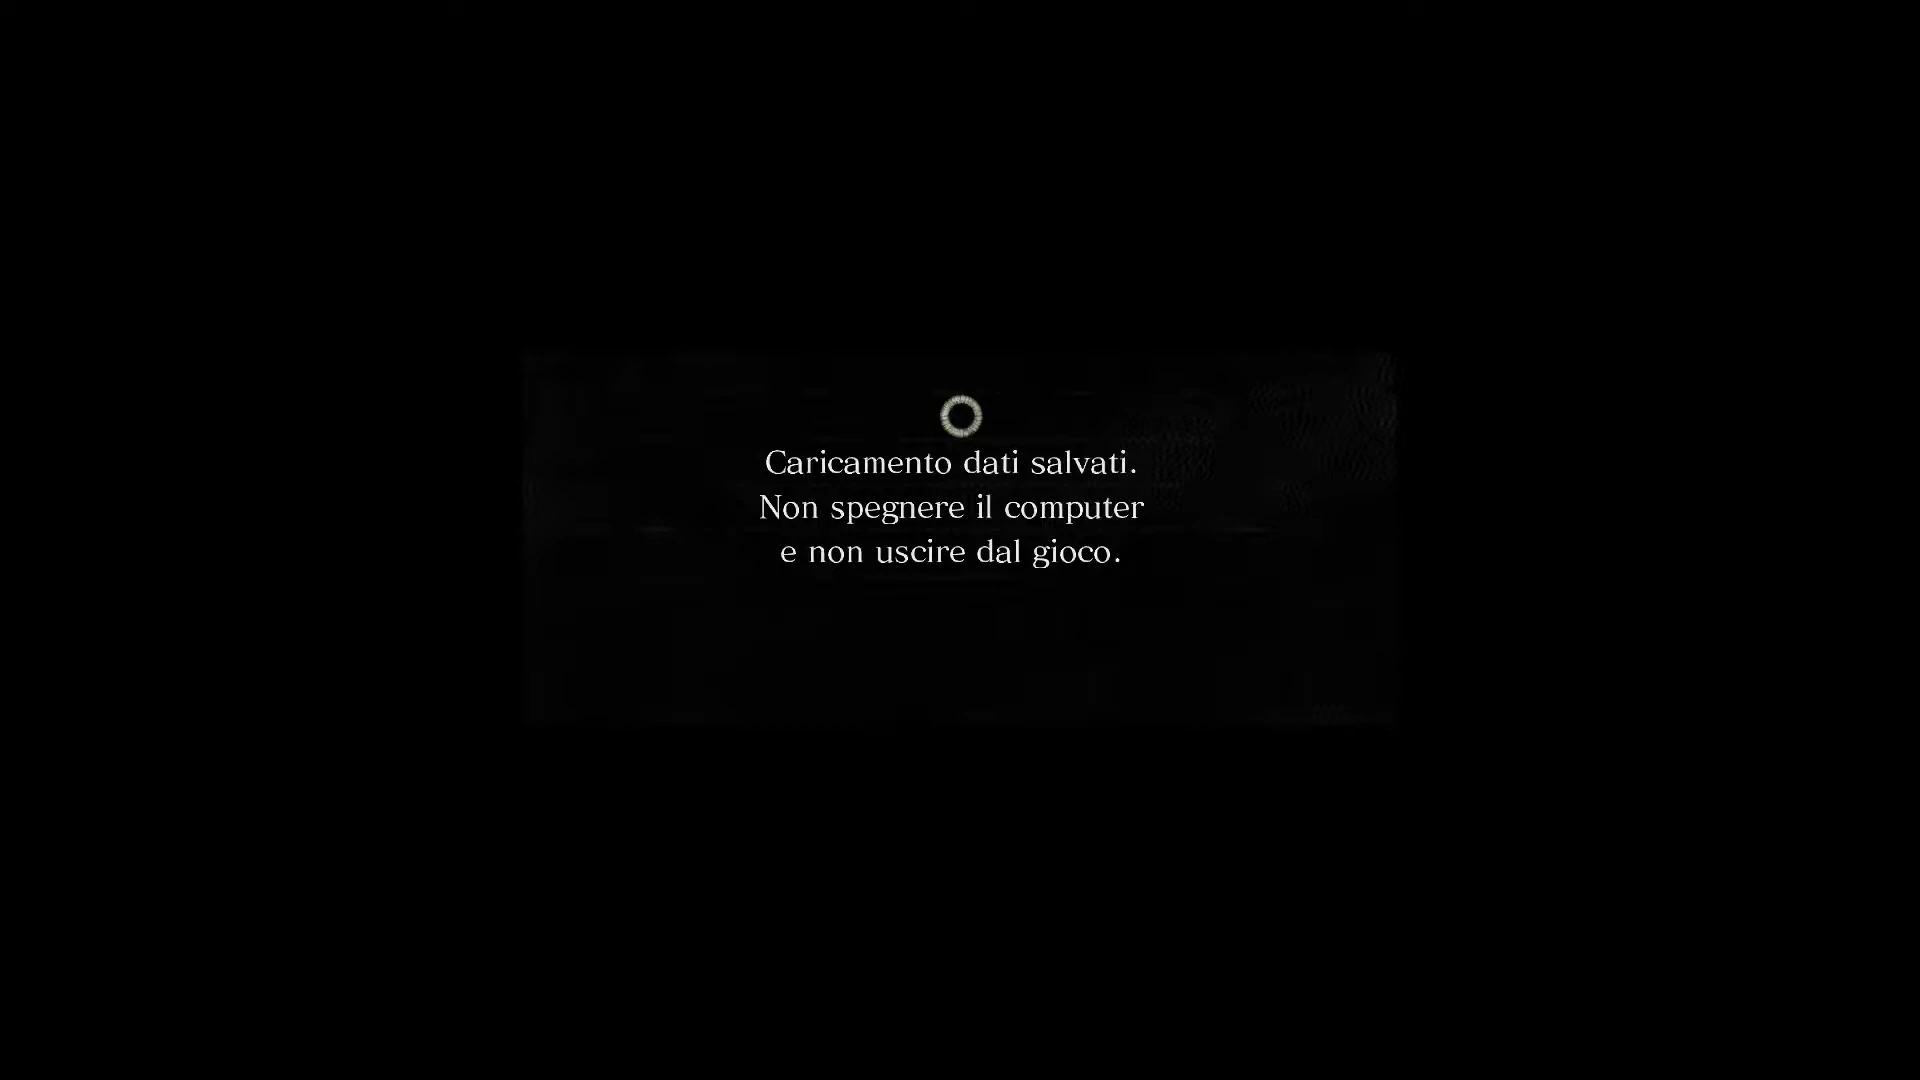 Caricamento dati salvati.
Non spegnere il computer
e non uscire dal gioco.